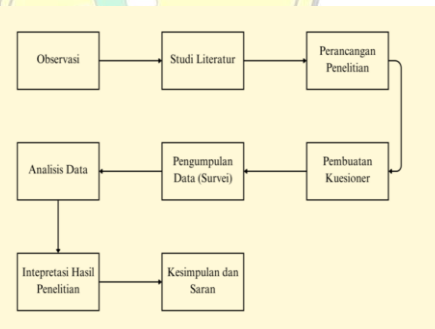 Observasi
Studi Literatur
Perancangan
Penelitian
Pembuatan
Kuesioner
Pengumpulan
Data (Survei)
Analisis Data
Intepretasi Hasil
Penelitian
Kesimpulan dan
Saran